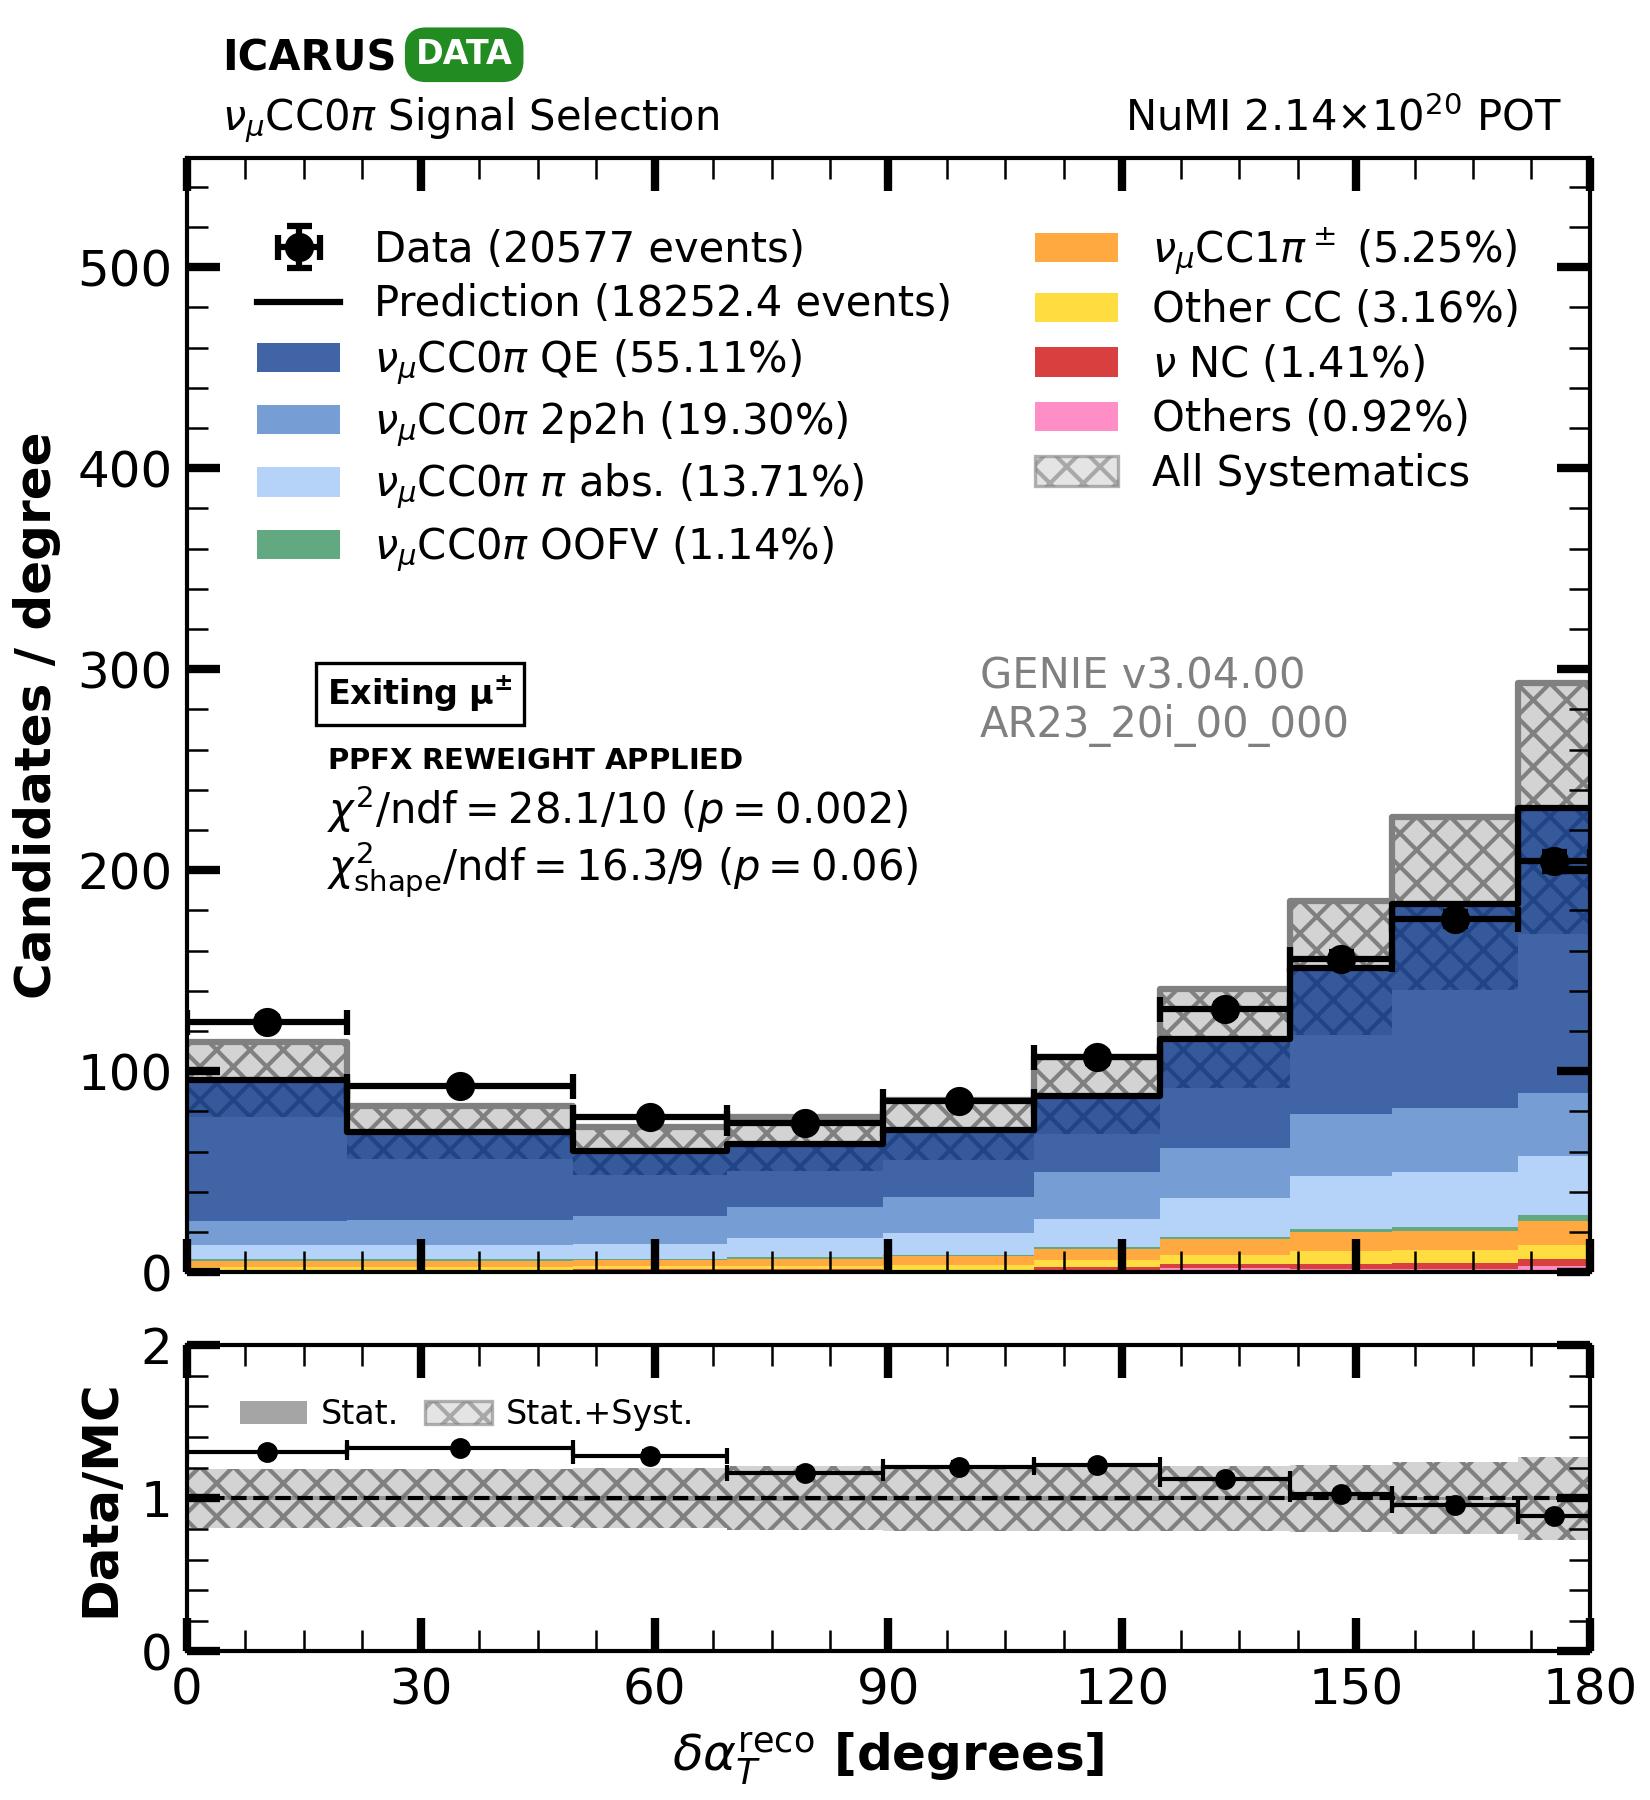 ICARUS DATA
νμCC0π Signal Selection
NuMI 2.14×10²⁰ POT
Data (20577 events)
Prediction (18252.4 events)
νμCC0π QE (55.11%)
νμCC0π 2p2h (19.30%)
νμCC0π π abs. (13.71%)
νμCC0π OOFV (1.14%)
νμCC1π± (5.25%)
Other CC (3.16%)
ν NC (1.41%)
Others (0.92%)
All Systematics
Exiting μ±
PPFX REWEIGHT APPLIED
χ²/ndf = 28.1/10 (p = 0.002)
χ²shape/ndf = 16.3/9 (p = 0.06)
GENIE v3.04.00
AR23_20i_00_000
Candidates / degree
500
400
300
200
100
0
Stat.
Stat.+Syst.
Data/MC
2
1
0
0 30 60 90 120 150 180
δαTreco [degrees]